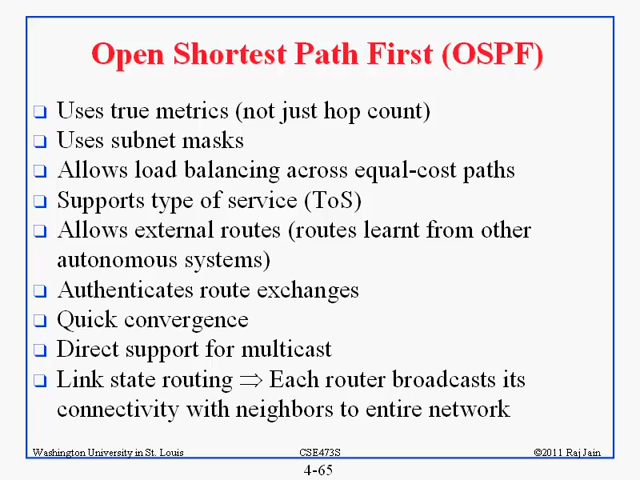 Open Shortest Path First (OSPF)
❑ Uses true metrics (not just hop count)
❑ Uses subnet masks
❑ Allows load balancing across equal-cost paths
❑ Supports type of service (ToS)
❑ Allows external routes (routes learnt from other
autonomous systems)
❑ Authenticates route exchanges
❑ Quick convergence
❑ Direct support for multicast
❑ Link state routing ⇒ Each router broadcasts its
connectivity with neighbors to entire network
Washington University in St. Louis CSE473S ©2011 Raj Jain
4-65